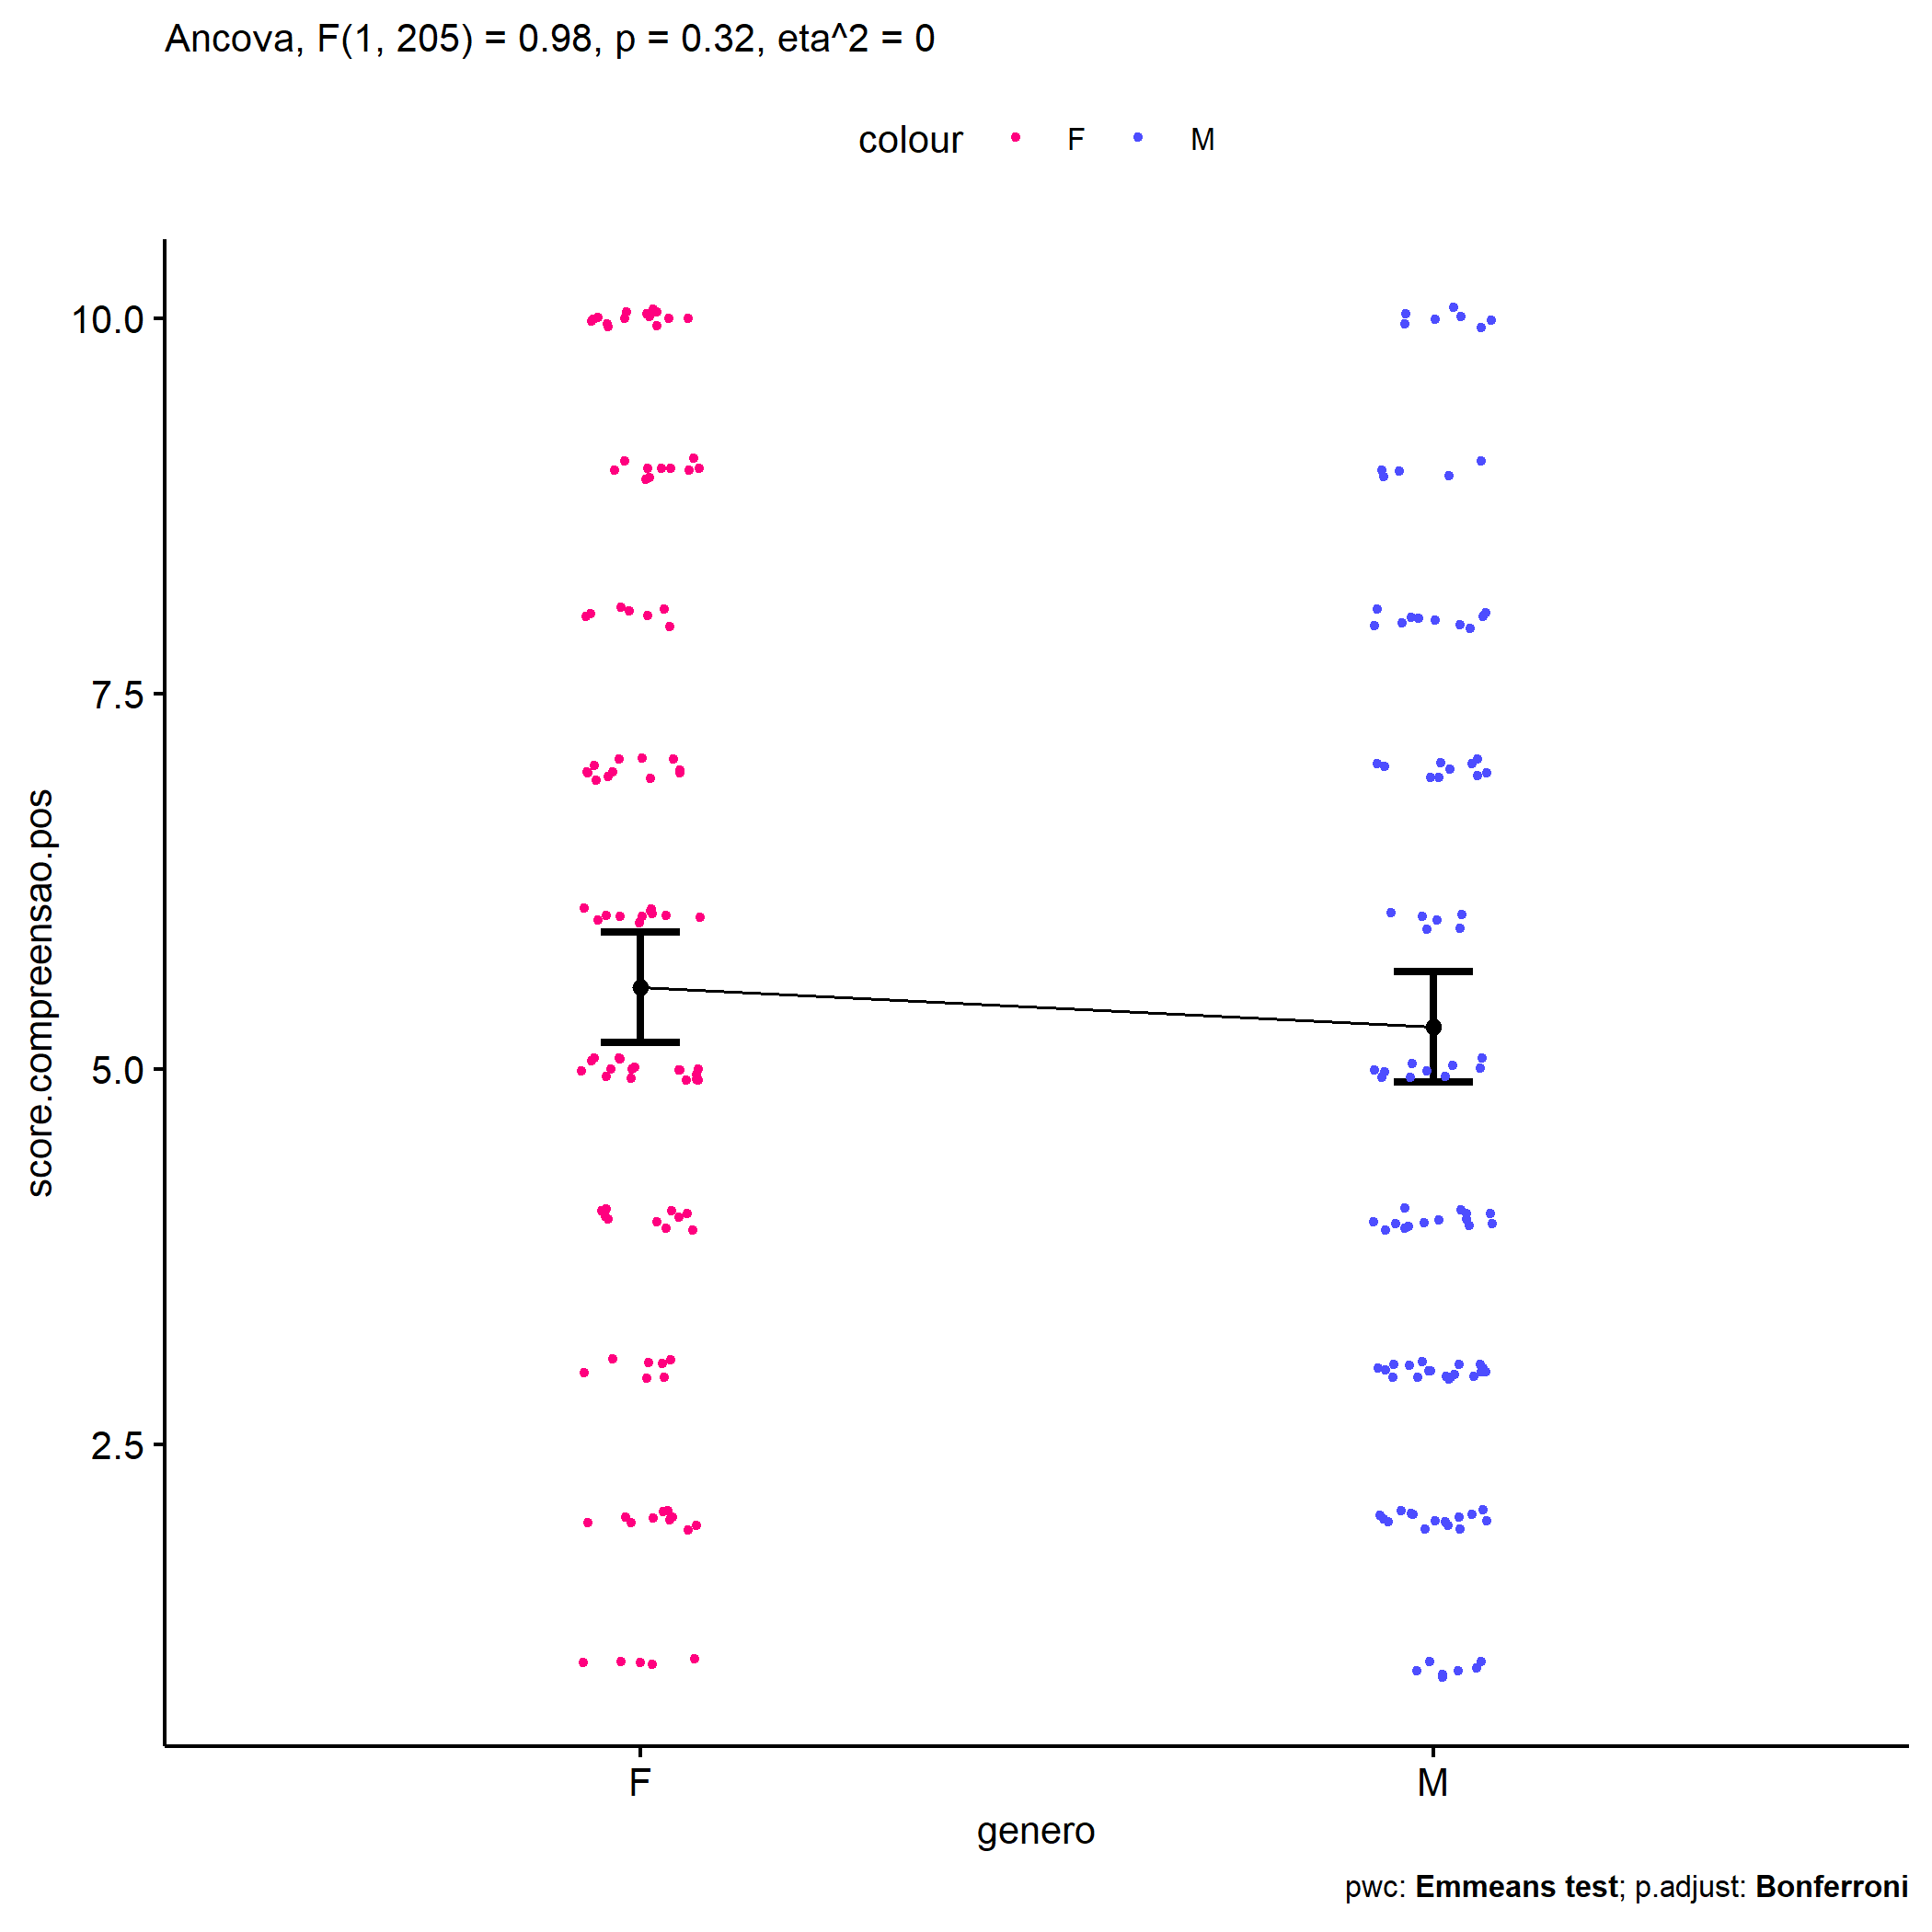 Ancova, F(1, 205) = 0.98, p = 0.32, eta^2 = 0
colour F M
score.compreensao.pos
10.0
7.5
5.0
2.5
F M
genero
pwc: Emmeans test; p.adjust: Bonferroni